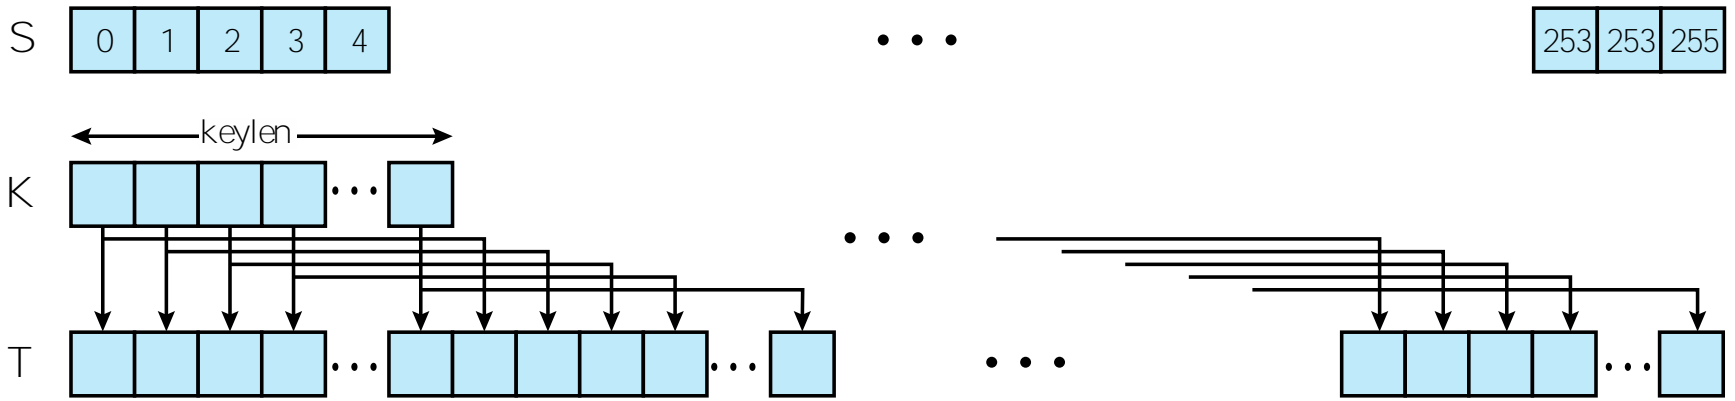 S 0 1 2 3 4 • • • 253 253 255
keylen
K • • •
• • •
T • • • • • • • • • • • •